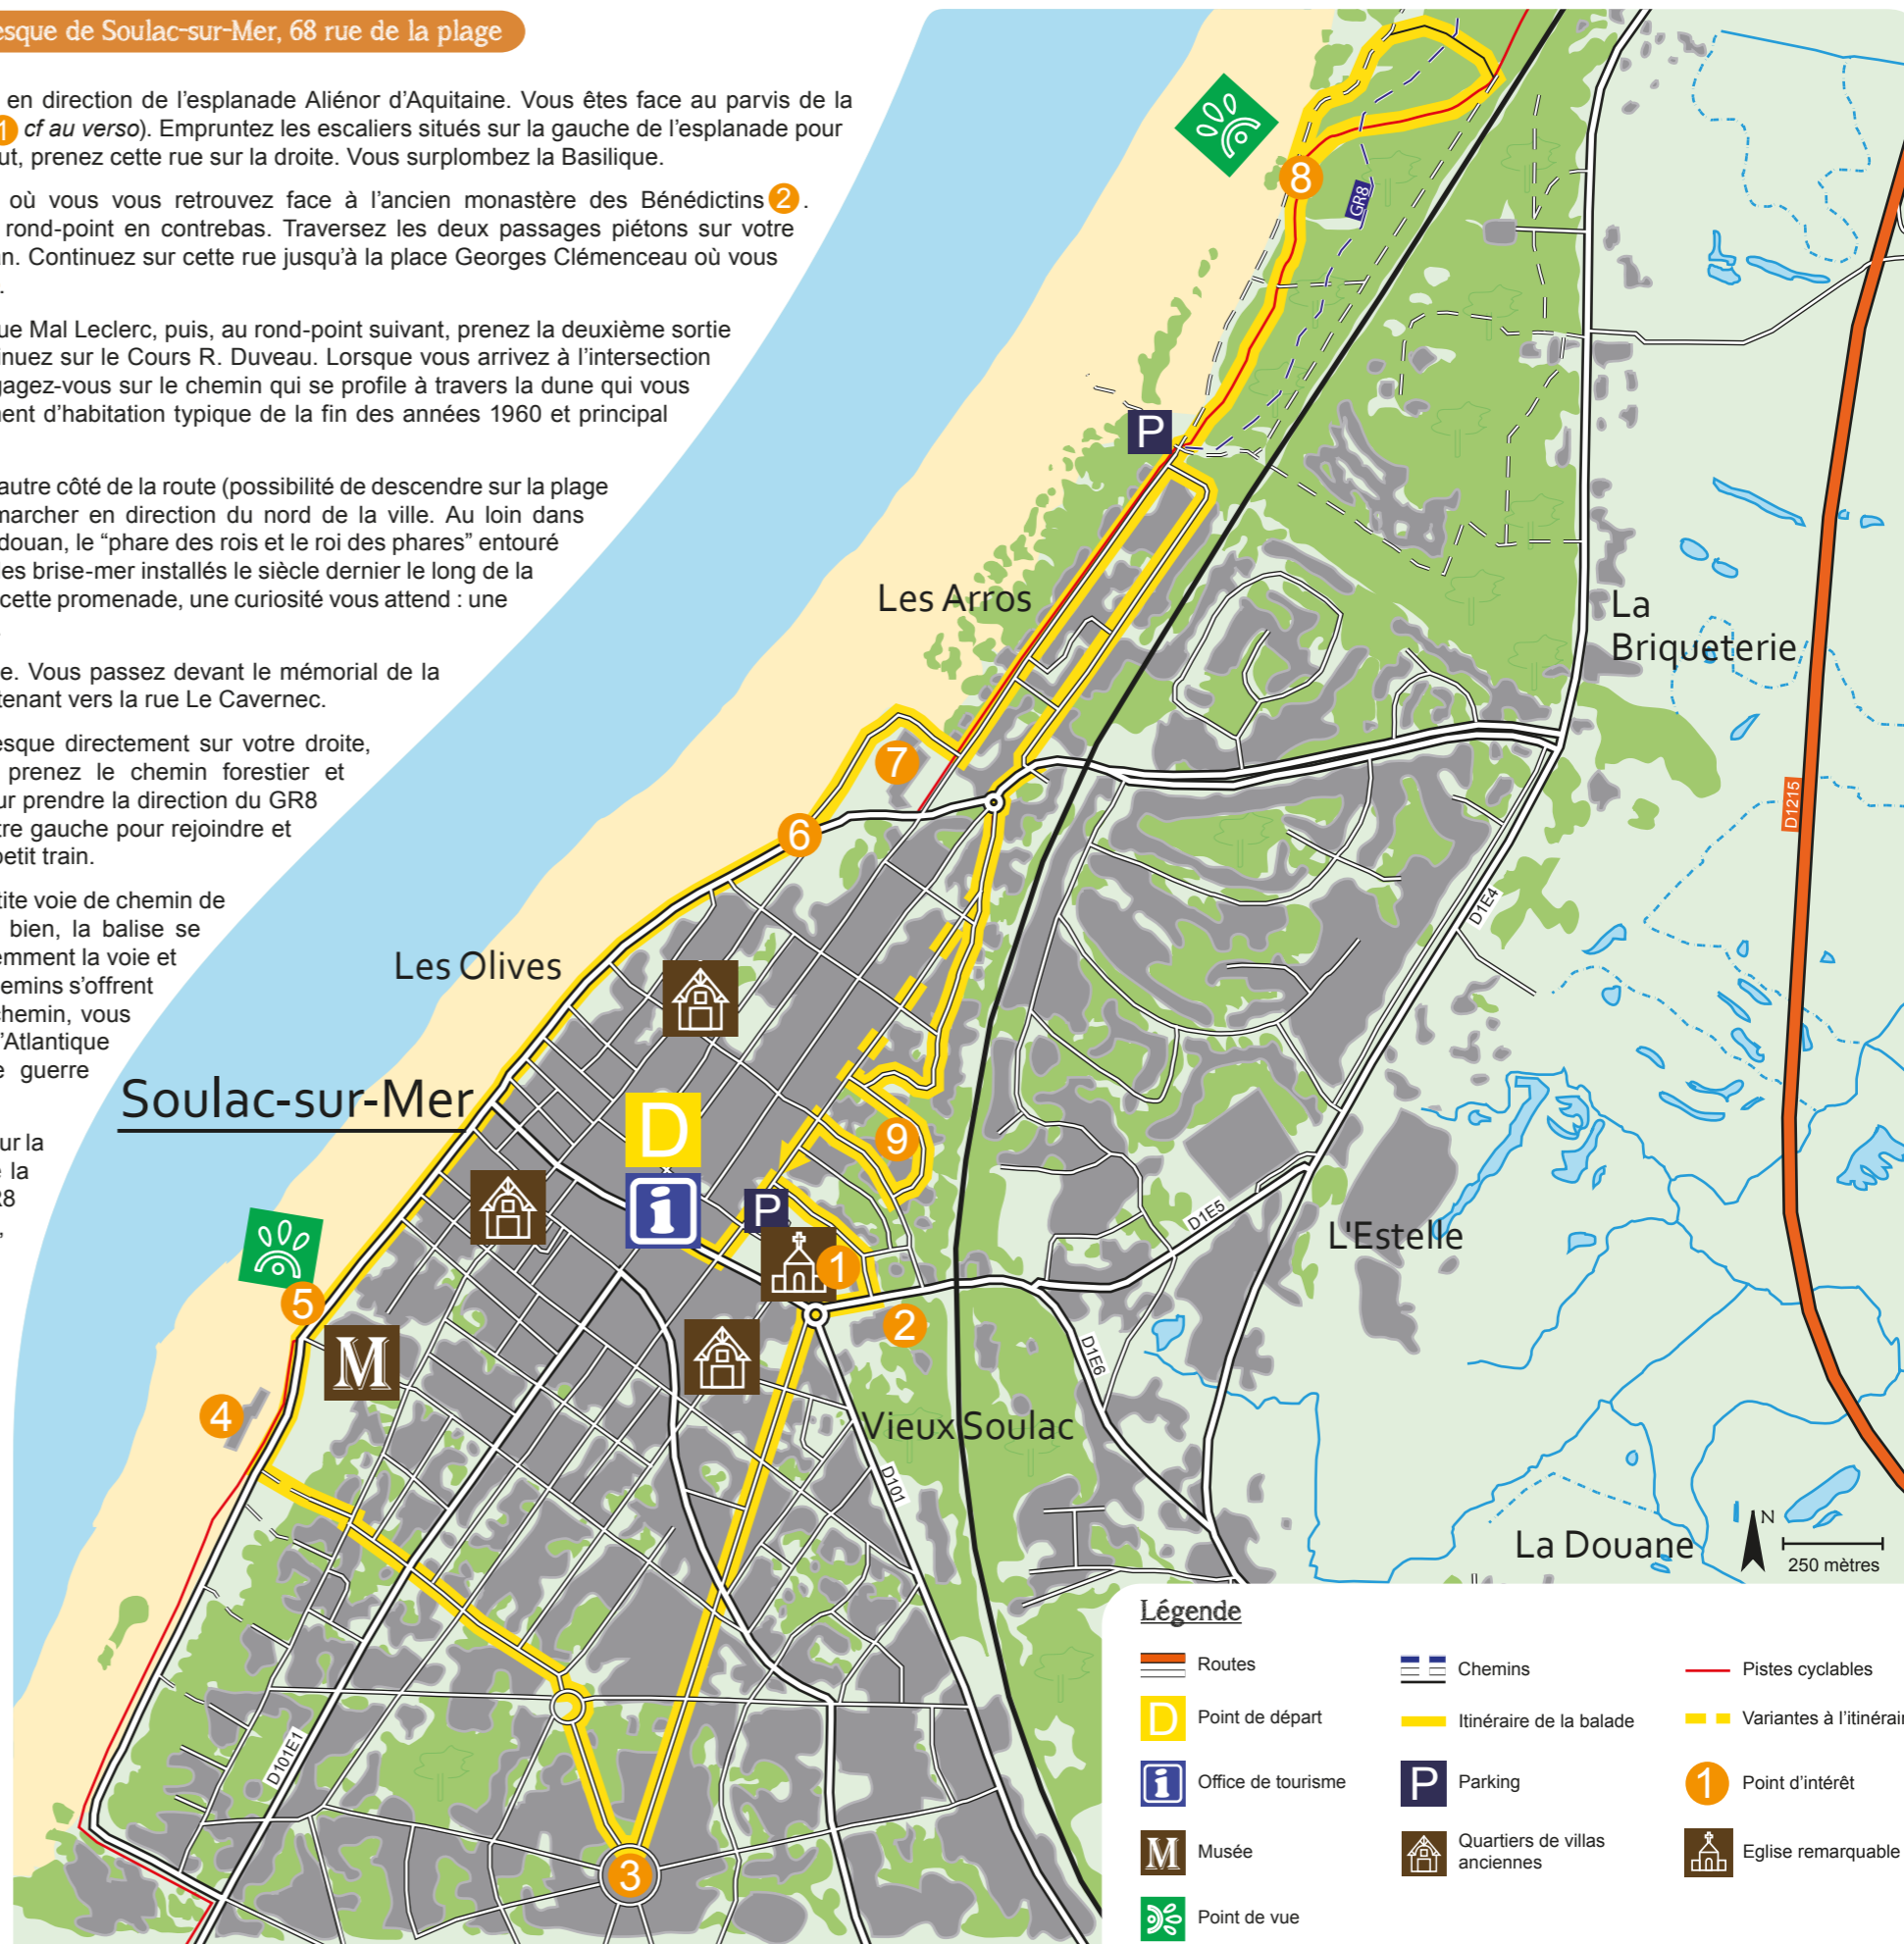 esque de Soulac-sur-Mer, 68 rue de la plage
en direction de l'esplanade Aliénor d'Aquitaine. Vous êtes face au parvis de la
1 cf au verso). Empruntez les escaliers situés sur la gauche de l'esplanade pour
ut, prenez cette rue sur la droite. Vous surplombez la Basilique.
où vous vous retrouvez face à l'ancien monastère des Bénédictins 2.
rond-point en contrebas. Traversez les deux passages piétons sur votre
n. Continuez sur cette rue jusqu'à la place Georges Clémenceau où vous
.
ue Mal Leclerc, puis, au rond-point suivant, prenez la deuxième sortie
inuez sur le Cours R. Duveau. Lorsque vous arrivez à l'intersection
gagez-vous sur le chemin qui se profile à travers la dune qui vous
nent d'habitation typique de la fin des années 1960 et principal
autre côté de la route (possibilité de descendre sur la plage
marcher en direction du nord de la ville. Au loin dans
douan, le "phare des rois et le roi des phares" entouré
es brise-mer installés le siècle dernier le long de la
cette promenade, une curiosité vous attend : une
.
e. Vous passez devant le mémorial de la
tenant vers la rue Le Cavernec.
esque directement sur votre droite,
prenez le chemin forestier et
ur prendre la direction du GR8
tre gauche pour rejoindre et
petit train.
tite voie de chemin de
bien, la balise se
emment la voie et
emins s'offrent
chemin, vous
l'Atlantique
e guerre
ur la
e la
R8
,
8
GR8
P
Les Arros
La
Briqueterie
7
6
D1215
D1E4
Les Olives
Soulac-sur-Mer
D
9
i
P
D1E5
L'Estelle
1
5
2
M
D1E6
4
Vieux Soulac
D101
La Douane
N
250 mètres
D101E1
3
Légende
Routes
Chemins
Pistes cyclables
D
Point de départ
Itinéraire de la balade
Variantes à l'itinérair
i
Office de tourisme
P
Parking
1
Point d'intérêt
M
Musée
Quartiers de villas
anciennes
Eglise remarquable
Point de vue